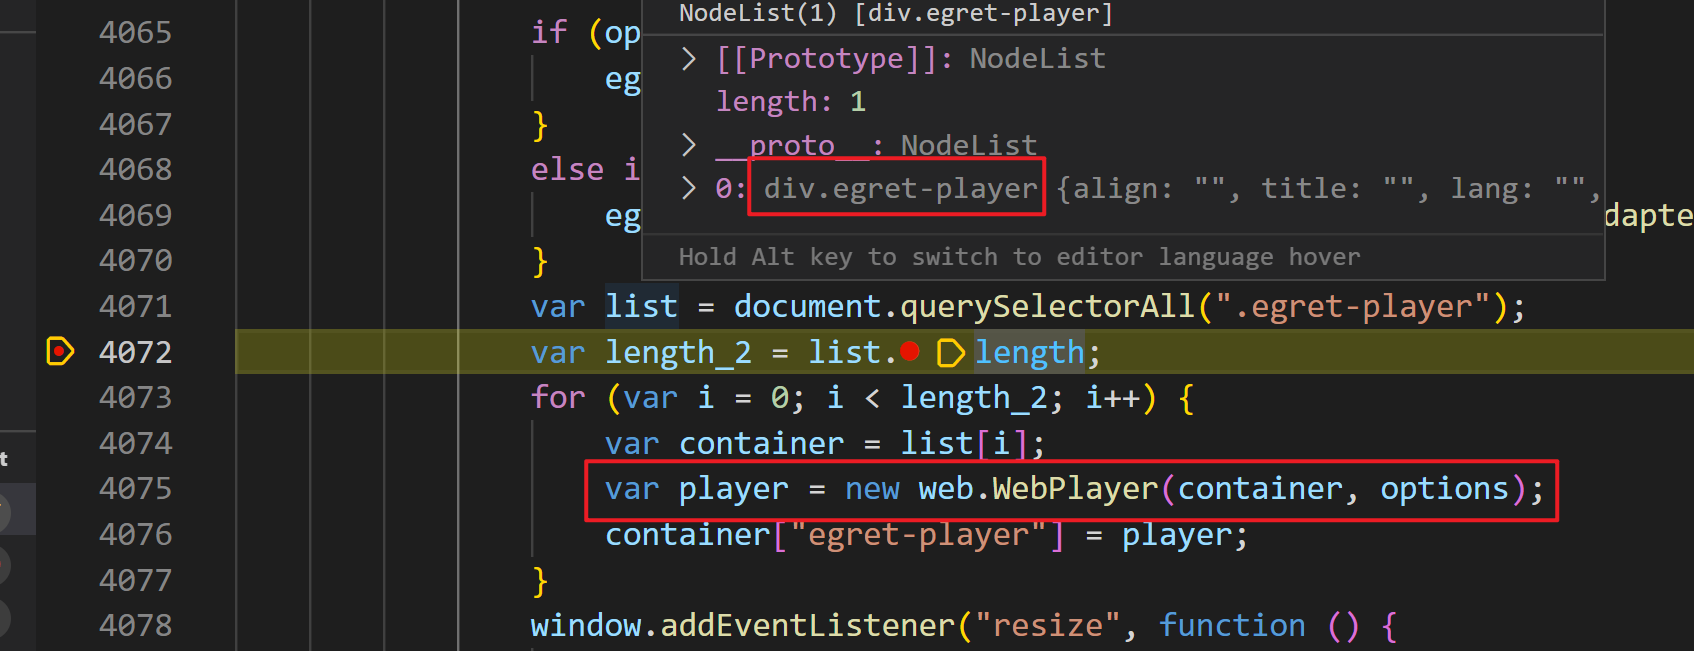 NodeList(1) [div.egret-player]
4065 if (op
[[Prototype]]: NodeList
4066 eg
length: 1
4067 }
__proto__: NodeList
4068 else i
0: div.egret-player {align: "", title: "", lang: "",
4069 eg dapte
4070 }
Hold Alt key to switch to editor language hover
4071 var list = document.querySelectorAll(".egret-player");
4072 var length_2 = list.length;
4073 for (var i = 0; i < length_2; i++) {
4074 var container = list[i];
t
4075 var player = new web.WebPlayer(container, options);
4076 container["egret-player"] = player;
4077 }
4078 window.addEventListener("resize", function () {